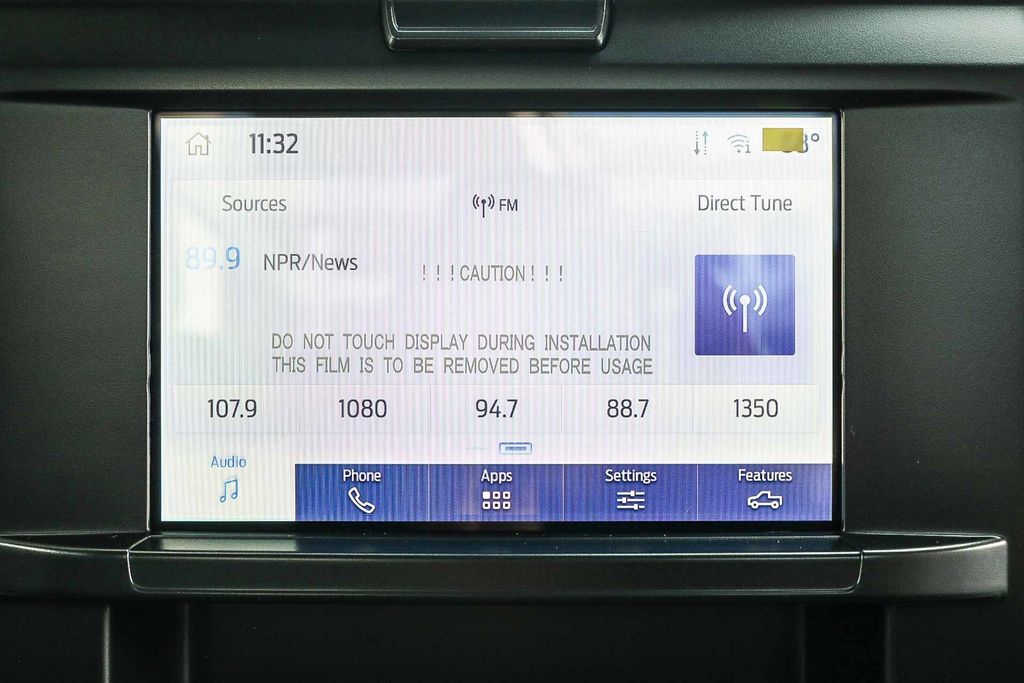 11:32
Sources
FM
Direct Tune
89.9 NPR/News
! ! ! CAUTION ! ! !
DO NOT TOUCH DISPLAY DURING INSTALLATION
THIS FILM IS TO BE REMOVED BEFORE USAGE
107.9 1080 94.7 88.7 1350
Audio Phone Apps Settings Features